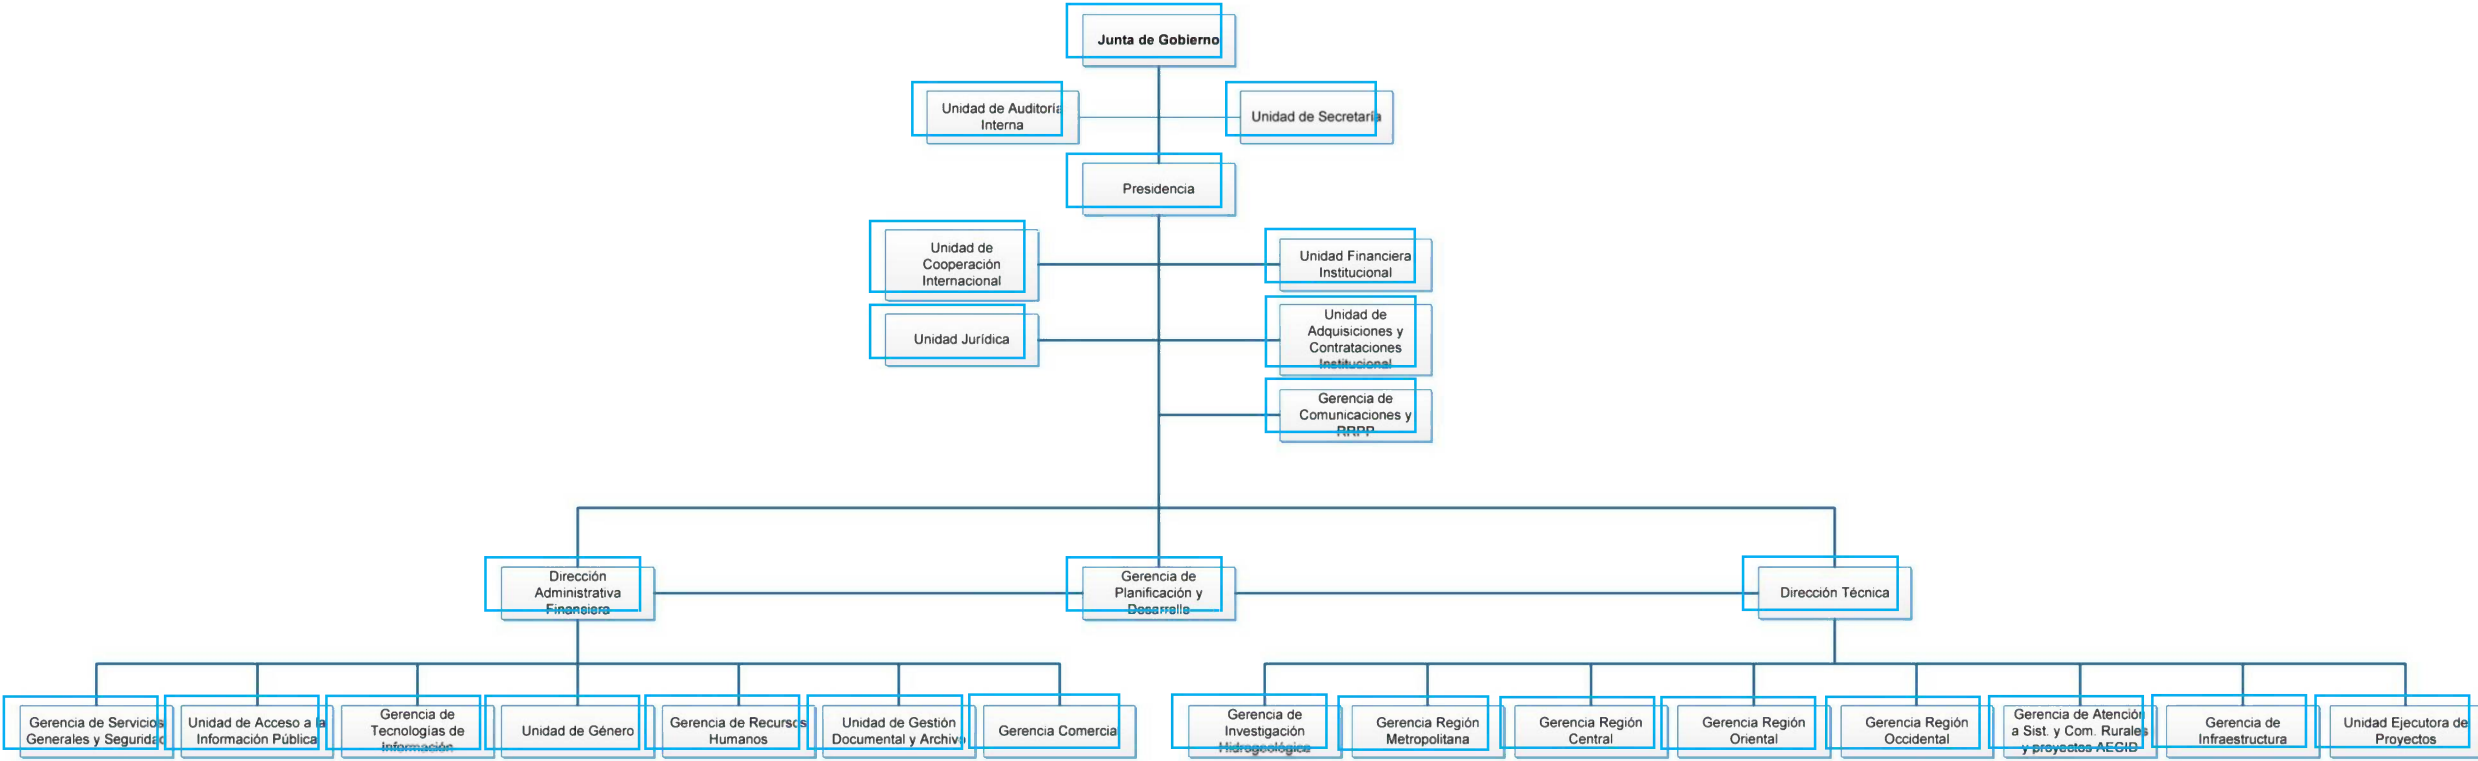 Junta de Gobierno
Unidad de Auditoría
Interna
Unidad de Secretaría
Presidencia
Unidad de
Cooperación
Internacional
Unidad Financiera
Institucional
Unidad Jurídica
Unidad de
Adquisiciones y
Contrataciones
Institucional
Gerencia de
Comunicaciones y
RRPP
Dirección
Administrativa
Financiera
Gerencia de
Planificación y
Desarrollo
Dirección Técnica
Gerencia de Servicios
Generales y Seguridad
Unidad de Acceso a la
Información Pública
Gerencia de
Tecnologías de
Información
Unidad de Género
Gerencia de Recursos
Humanos
Unidad de Gestión
Documental y Archivo
Gerencia Comercial
Gerencia de
Investigación
Hidrogeológica
Gerencia Región
Metropolitana
Gerencia Región
Central
Gerencia Región
Oriental
Gerencia Región
Occidental
Gerencia de Atención
a Sist. y Com. Rurales
y proyectos AECID
Gerencia de
Infraestructura
Unidad Ejecutora de
Proyectos